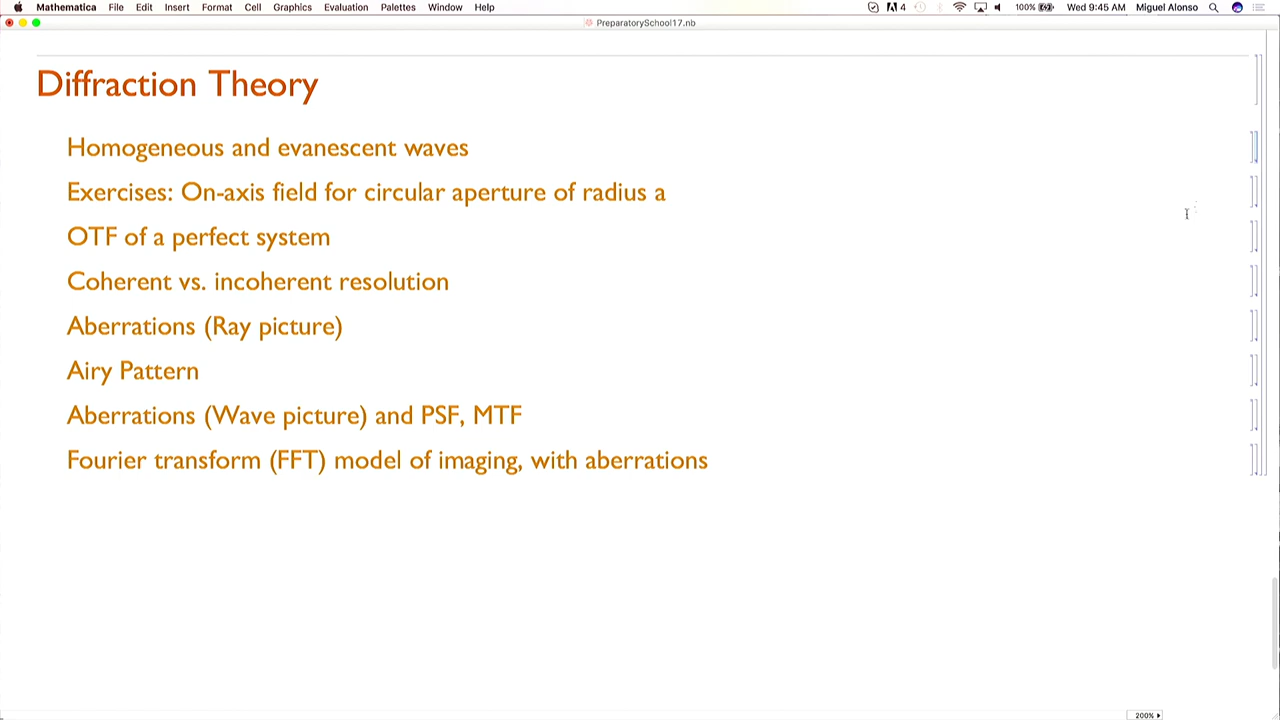 Mathematica File Edit Insert Format Cell Graphics Evaluation Palettes Window Help 4 100% Wed 9:45 AM Miguel Alonso
PreparatorySchool17.nb
Diffraction Theory
Homogeneous and evanescent waves
Exercises: On-axis field for circular aperture of radius a
OTF of a perfect system
Coherent vs. incoherent resolution
Aberrations (Ray picture)
Airy Pattern
Aberrations (Wave picture) and PSF, MTF
Fourier transform (FFT) model of imaging, with aberrations
200%